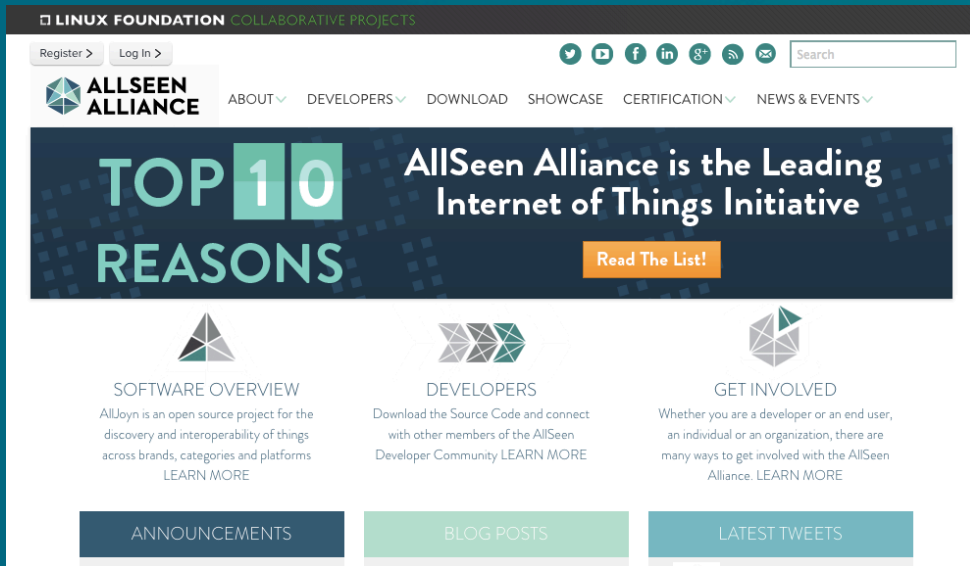 LINUX FOUNDATION COLLABORATIVE PROJECTS
Register >
Log In >
Search
ALLSEEN
ALLIANCE
ABOUT
DEVELOPERS
DOWNLOAD
SHOWCASE
CERTIFICATION
NEWS & EVENTS
TOP 10
REASONS
AllSeen Alliance is the Leading
Internet of Things Initiative
Read The List!
SOFTWARE OVERVIEW
AllJoyn is an open source project for the
discovery and interoperability of things
across brands, categories and platforms
LEARN MORE
DEVELOPERS
Download the Source Code and connect
with other members of the AllSeen
Developer Community LEARN MORE
GET INVOLVED
Whether you are a developer or an end user,
an individual or an organization, there are
many ways to get involved with the AllSeen
Alliance. LEARN MORE
ANNOUNCEMENTS
BLOG POSTS
LATEST TWEETS